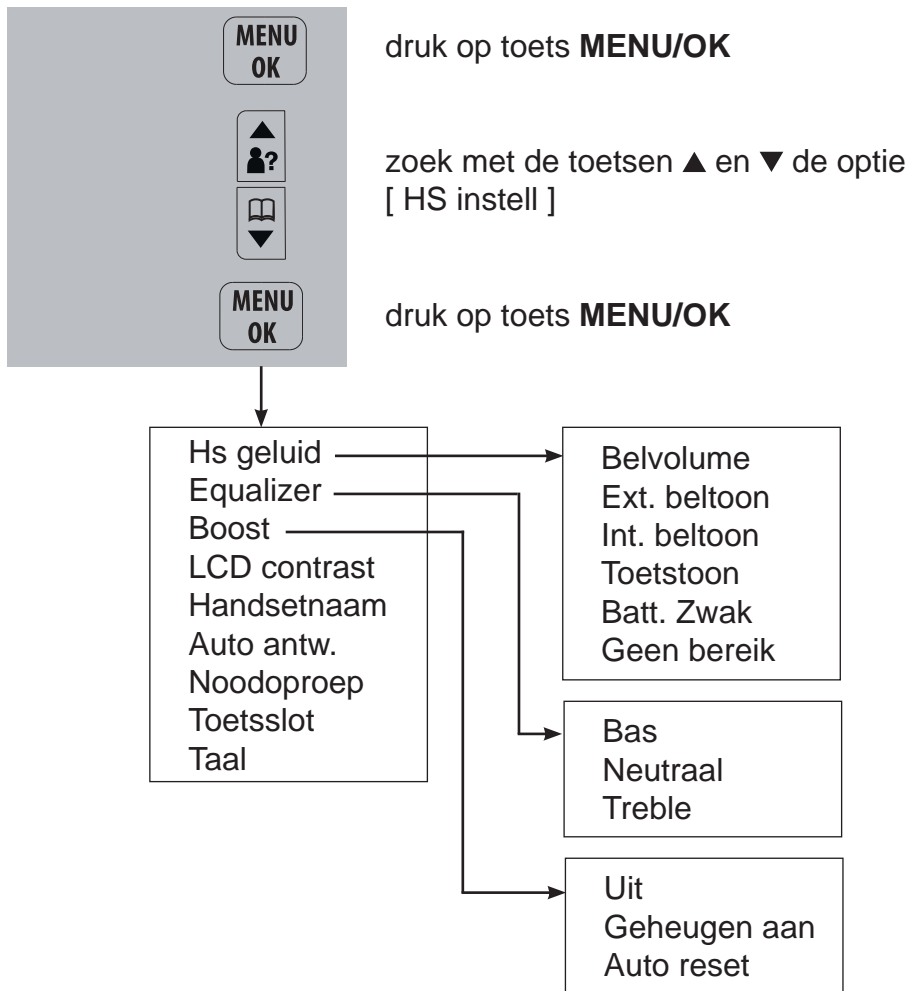 MENU
OK
druk op toets MENU/OK
?
zoek met de toetsen ▲ en ▼ de optie
[ HS instell ]
MENU
OK
druk op toets MENU/OK
Hs geluid
Equalizer
Boost
LCD contrast
Handsetnaam
Auto antw.
Noodoproep
Toetsslot
Taal
Belvolume
Ext. beltoon
Int. beltoon
Toetstoon
Batt. Zwak
Geen bereik
Bas
Neutraal
Treble
Uit
Geheugen aan
Auto reset